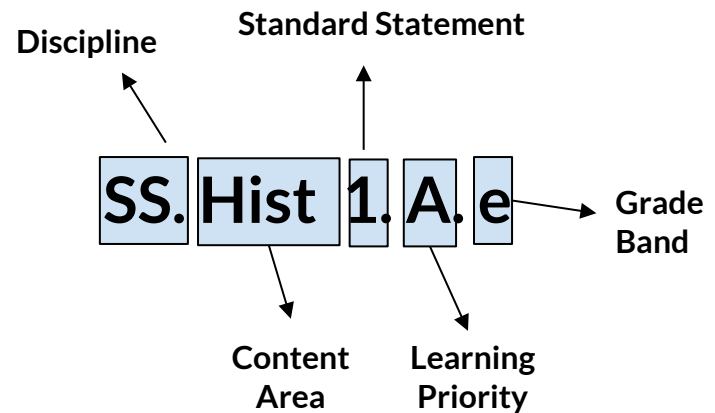 Standard Statement
Discipline
SS. Hist 1. A. e
Grade
Band
Content
Area
Learning
Priority